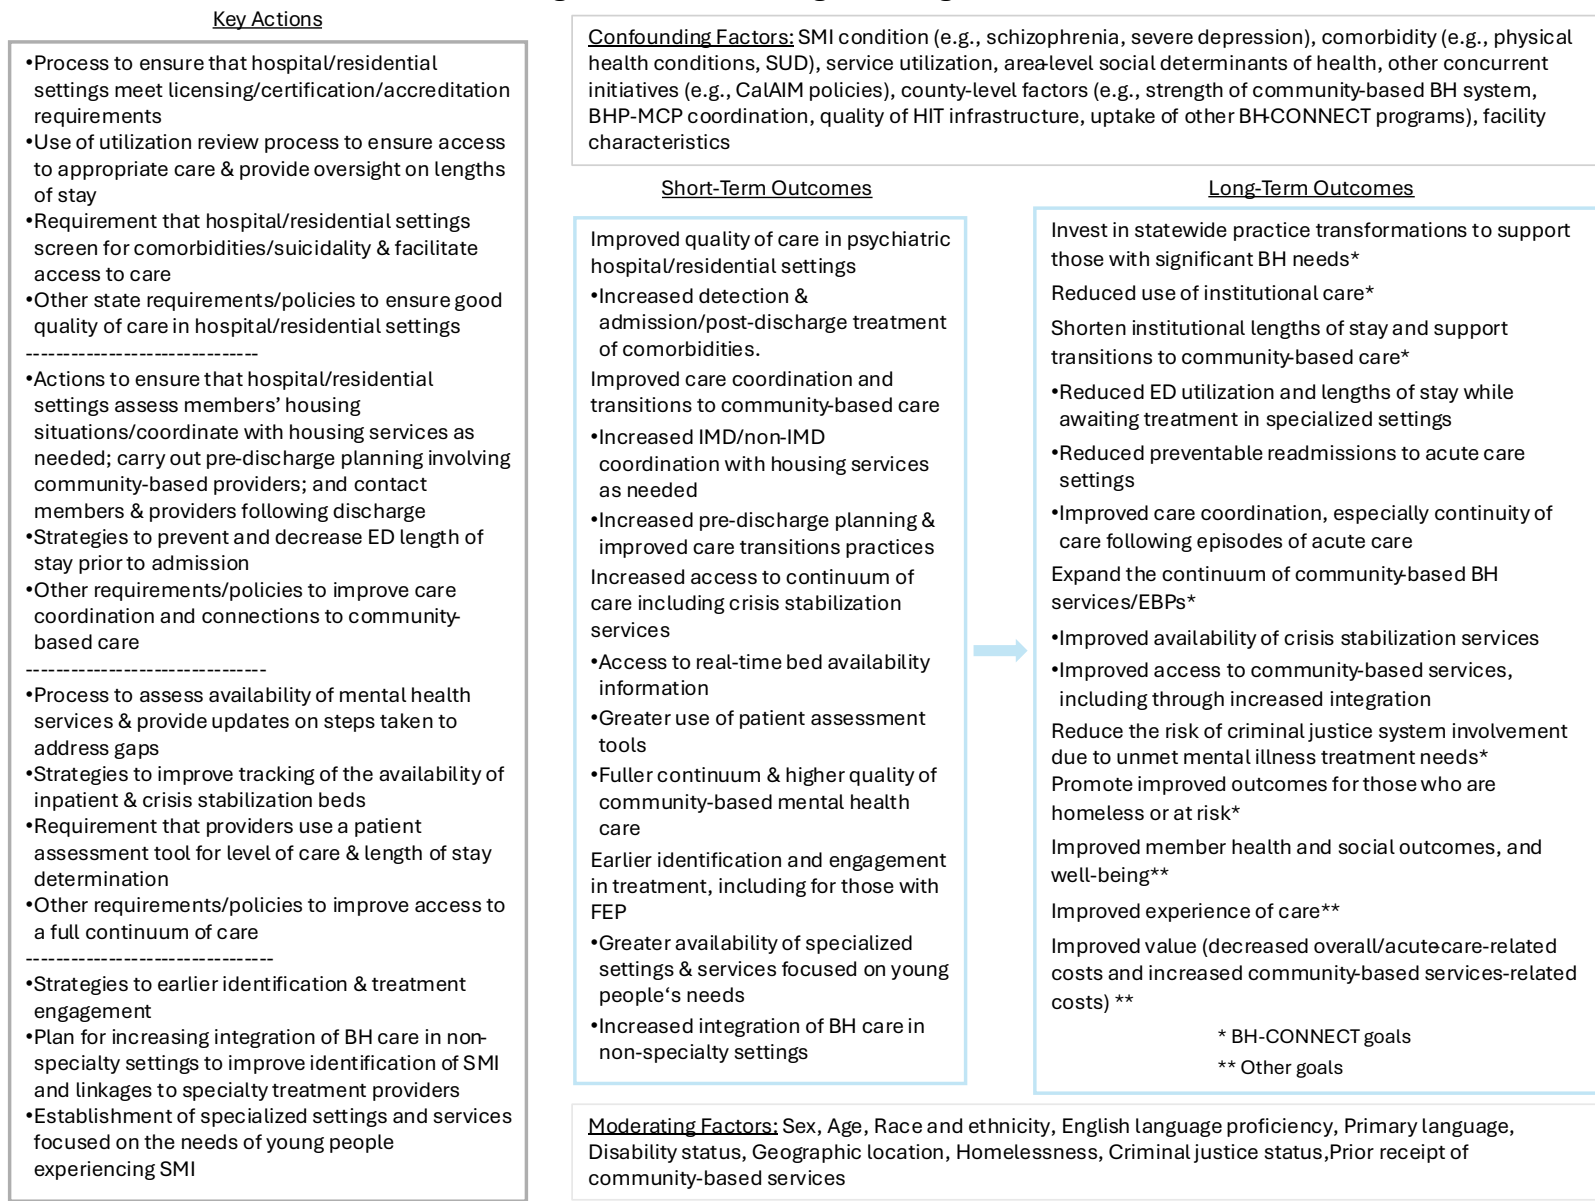 Key Actions
•Process to ensure that hospital/residential
settings meet licensing/certification/accreditation
requirements
•Use of utilization review process to ensure access
to appropriate care & provide oversight on lengths
of stay
•Requirement that hospital/residential settings
screen for comorbidities/suicidality & facilitate
access to care
•Other state requirements/policies to ensure good
quality of care in hospital/residential settings
-------------------------------
•Actions to ensure that hospital/residential
settings assess members’ housing
situations/coordinate with housing services as
needed; carry out pre-discharge planning involving
community-based providers; and contact
members & providers following discharge
•Strategies to prevent and decrease ED length of
stay prior to admission
•Other requirements/policies to improve care
coordination and connections to community-
based care
--------------------------------
•Process to assess availability of mental health
services & provide updates on steps taken to
address gaps
•Strategies to improve tracking of the availability of
inpatient & crisis stabilization beds
•Requirement that providers use a patient
assessment tool for level of care & length of stay
determination
•Other requirements/policies to improve access to
a full continuum of care
---------------------------------
•Strategies to earlier identification & treatment
engagement
•Plan for increasing integration of BH care in non-
specialty settings to improve identification of SMI
and linkages to specialty treatment providers
•Establishment of specialized settings and services
focused on the needs of young people
experiencing SMI
Confounding Factors: SMI condition (e.g., schizophrenia, severe depression), comorbidity (e.g., physical
health conditions, SUD), service utilization, area-level social determinants of health, other concurrent
initiatives (e.g., CalAIM policies), county-level factors (e.g., strength of community-based BH system,
BHP-MCP coordination, quality of HIT infrastructure, uptake of other BH-CONNECT programs), facility
characteristics
Short-Term Outcomes
Improved quality of care in psychiatric
hospital/residential settings
•Increased detection &
admission/post-discharge treatment
of comorbidities.
Improved care coordination and
transitions to community-based care
•Increased IMD/non-IMD
coordination with housing services
as needed
•Increased pre-discharge planning &
improved care transitions practices
Increased access to continuum of
care including crisis stabilization
services
•Access to real-time bed availability
information
•Greater use of patient assessment
tools
•Fuller continuum & higher quality of
community-based mental health
care
Earlier identification and engagement
in treatment, including for those with
FEP
•Greater availability of specialized
settings & services focused on young
people‘s needs
•Increased integration of BH care in
non-specialty settings
Long-Term Outcomes
Invest in statewide practice transformations to support
those with significant BH needs*
Reduced use of institutional care*
Shorten institutional lengths of stay and support
transitions to community-based care*
•Reduced ED utilization and lengths of stay while
awaiting treatment in specialized settings
•Reduced preventable readmissions to acute care
settings
•Improved care coordination, especially continuity of
care following episodes of acute care
Expand the continuum of community-based BH
services/EBPs*
•Improved availability of crisis stabilization services
•Improved access to community-based services,
including through increased integration
Reduce the risk of criminal justice system involvement
due to unmet mental illness treatment needs*
Promote improved outcomes for those who are
homeless or at risk*
Improved member health and social outcomes, and
well-being**
Improved experience of care**
Improved value (decreased overall/acute-care-related
costs and increased community-based services-related
costs) **
* BH-CONNECT goals
** Other goals
Moderating Factors: Sex, Age, Race and ethnicity, English language proficiency, Primary language,
Disability status, Geographic location, Homelessness, Criminal justice status,Prior receipt of
community-based services